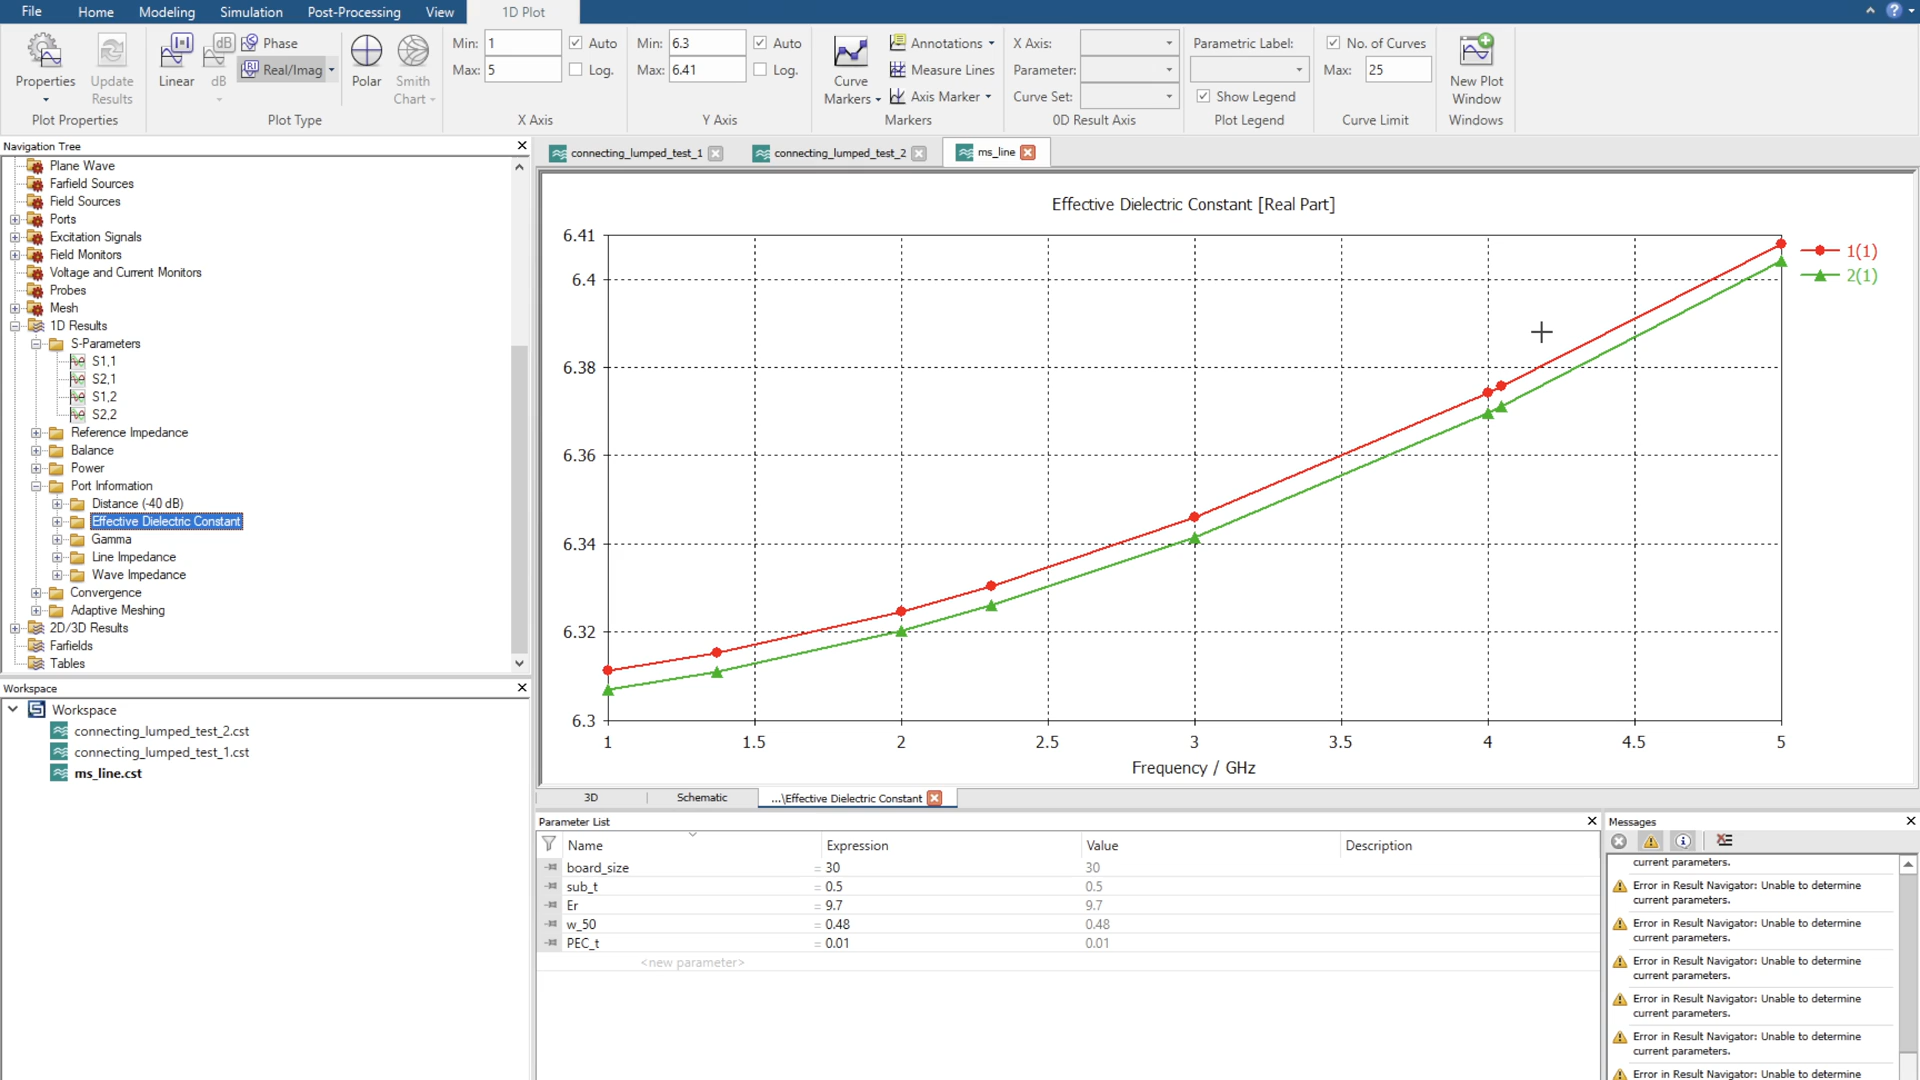 File Home Modeling Simulation Post-Processing View 1D Plot
Properties Update Results
Linear dB Phase Real/Imag Polar Smith Chart
Min: 1 Auto
Max: 5 Log.
Min: 6.3 Auto
Max: 6.41 Log.
Curve Markers Annotations Measure Lines Axis Marker
X Axis: Parameter: Curve Set:
Parametric Label: Show Legend
No. of Curves
Max: 25
New Plot Window
Plot Properties Plot Type X Axis Y Axis Markers 0D Result Axis Plot Legend Curve Limit Windows
Navigation Tree
Plane Wave
Farfield Sources
Field Sources
Ports
Excitation Signals
Field Monitors
Voltage and Current Monitors
Probes
Mesh
1D Results
S-Parameters
S1,1
S2,1
S1,2
S2,2
Reference Impedance
Balance
Power
Port Information
Distance (-40 dB)
Effective Dielectric Constant
Gamma
Line Impedance
Wave Impedance
Convergence
Adaptive Meshing
2D/3D Results
Farfields
Tables
Workspace
Workspace
connecting_lumped_test_2.cst
connecting_lumped_test_1.cst
ms_line.cst
connecting_lumped_test_1 connecting_lumped_test_2 ms_line
Effective Dielectric Constant [Real Part]
6.41
6.4
6.38
6.36
6.34
6.32
6.3
1 1.5 2 2.5 3 3.5 4 4.5 5
Frequency / GHz
1(1)
2(1)
3D Schematic ...\Effective Dielectric Constant
Parameter List
Name Expression Value Description
board_size = 30 30
sub_t = 0.5 0.5
Er = 9.7 9.7
w_50 = 0.48 0.48
PEC_t = 0.01 0.01
<new parameter>
Messages
current parameters.
Error in Result Navigator: Unable to determine
current parameters.
Error in Result Navigator: Unable to determine
current parameters.
Error in Result Navigator: Unable to determine
current parameters.
Error in Result Navigator: Unable to determine
current parameters.
Error in Result Navigator: Unable to determine
current parameters.
Error in Result Navigator: Unable to determine